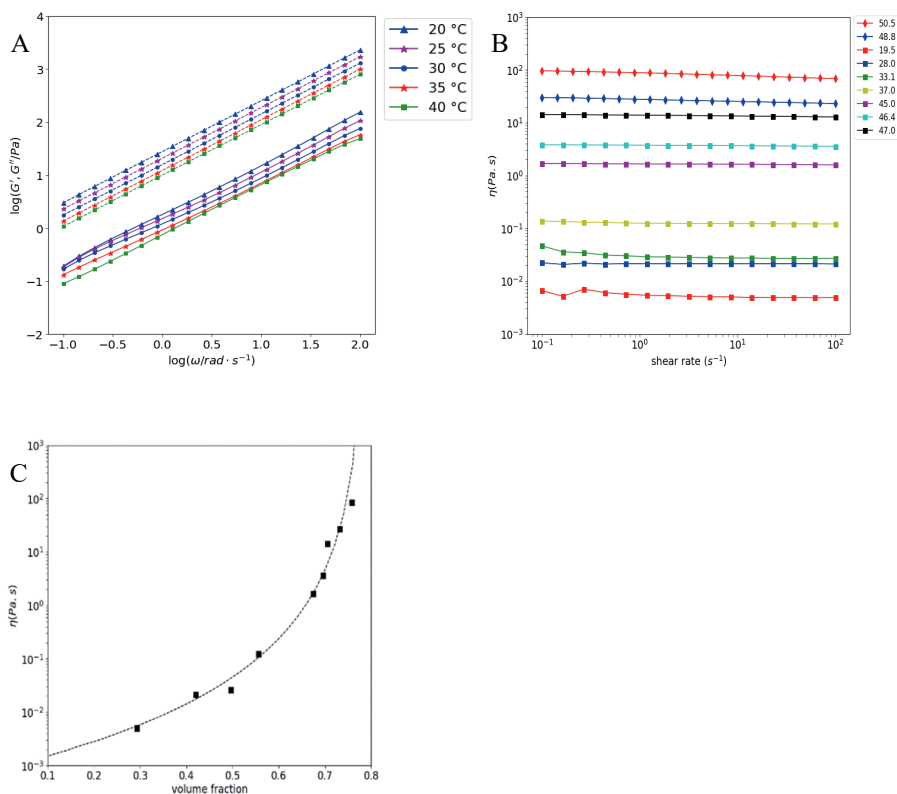 A
4
3
2
1
0
−1
−2
log(G′, G″/Pa)
−1.0 −0.5 0.0 0.5 1.0 1.5 2.0
log(ω/rad · s⁻¹)
20 °C
25 °C
30 °C
35 °C
40 °C
B
10³
10²
10¹
10⁰
10⁻¹
10⁻²
10⁻³
η(Pa. s)
10⁻¹ 10⁰ 10¹ 10²
shear rate (s⁻¹)
50.5
48.8
19.5
28.0
33.1
37.0
45.0
46.4
47.0
C
10³
10²
10¹
10⁰
10⁻¹
10⁻²
10⁻³
η(Pa. s)
0.1 0.2 0.3 0.4 0.5 0.6 0.7 0.8
volume fraction